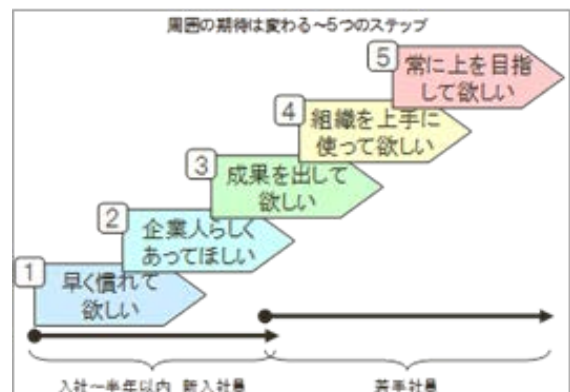 周囲の期待は変わる～5つのステップ
5
常に上を目指
して欲しい
4
組織を上手に
使って欲しい
3
成果を出して
欲しい
2
企業人らしく
あってほしい
1
早く慣れて
欲しい
入社～半年以内 新入社員
若手社員